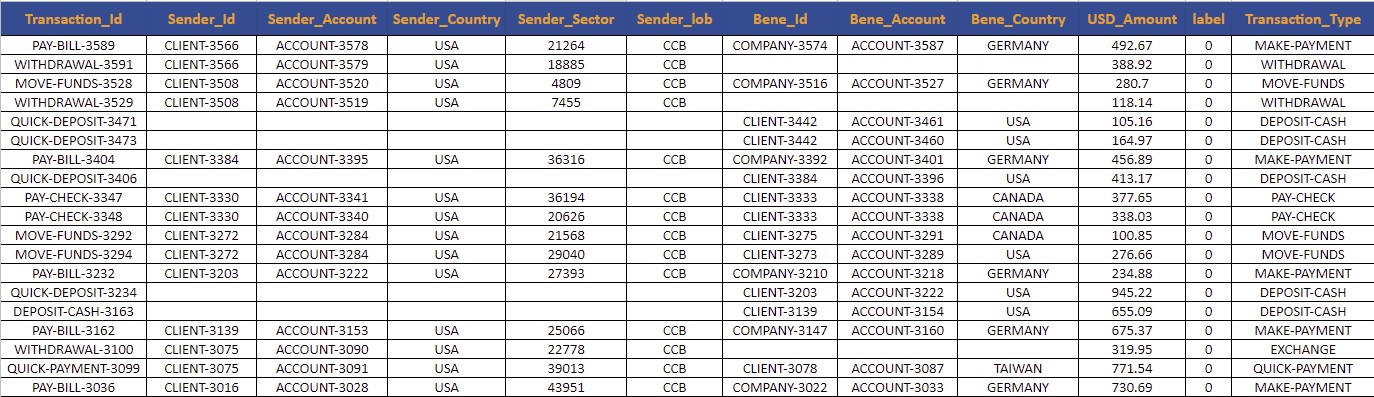 Transaction_Id Sender_Id Sender_Account Sender_Country Sender_Sector Sender_lob Bene_Id Bene_Account Bene_Country USD_Amount label Transaction_Type
PAY-BILL-3589 CLIENT-3566 ACCOUNT-3578 USA 21264 CCB COMPANY-3574 ACCOUNT-3587 GERMANY 492.67 0 MAKE-PAYMENT
WITHDRAWAL-3591 CLIENT-3566 ACCOUNT-3579 USA 18885 CCB 388.92 0 WITHDRAWAL
MOVE-FUNDS-3528 CLIENT-3508 ACCOUNT-3520 USA 4809 CCB COMPANY-3516 ACCOUNT-3527 GERMANY 280.7 0 MOVE-FUNDS
WITHDRAWAL-3529 CLIENT-3508 ACCOUNT-3519 USA 7455 CCB 118.14 0 WITHDRAWAL
QUICK-DEPOSIT-3471 CLIENT-3442 ACCOUNT-3461 USA 105.16 0 DEPOSIT-CASH
QUICK-DEPOSIT-3473 CLIENT-3442 ACCOUNT-3460 USA 164.97 0 DEPOSIT-CASH
PAY-BILL-3404 CLIENT-3384 ACCOUNT-3395 USA 36316 CCB COMPANY-3392 ACCOUNT-3401 GERMANY 456.89 0 MAKE-PAYMENT
QUICK-DEPOSIT-3406 CLIENT-3384 ACCOUNT-3396 USA 413.17 0 DEPOSIT-CASH
PAY-CHECK-3347 CLIENT-3330 ACCOUNT-3341 USA 36194 CCB CLIENT-3333 ACCOUNT-3338 CANADA 377.65 0 PAY-CHECK
PAY-CHECK-3348 CLIENT-3330 ACCOUNT-3340 USA 20626 CCB CLIENT-3333 ACCOUNT-3338 CANADA 338.03 0 PAY-CHECK
MOVE-FUNDS-3292 CLIENT-3272 ACCOUNT-3284 USA 21568 CCB CLIENT-3275 ACCOUNT-3291 CANADA 100.85 0 MOVE-FUNDS
MOVE-FUNDS-3294 CLIENT-3272 ACCOUNT-3284 USA 29040 CCB CLIENT-3273 ACCOUNT-3289 USA 276.66 0 MOVE-FUNDS
PAY-BILL-3232 CLIENT-3203 ACCOUNT-3222 USA 27393 CCB COMPANY-3210 ACCOUNT-3218 GERMANY 234.88 0 MAKE-PAYMENT
QUICK-DEPOSIT-3234 CLIENT-3203 ACCOUNT-3222 USA 945.22 0 DEPOSIT-CASH
DEPOSIT-CASH-3163 CLIENT-3139 ACCOUNT-3154 USA 655.09 0 DEPOSIT-CASH
PAY-BILL-3162 CLIENT-3139 ACCOUNT-3153 USA 25066 CCB COMPANY-3147 ACCOUNT-3160 GERMANY 675.37 0 MAKE-PAYMENT
WITHDRAWAL-3100 CLIENT-3075 ACCOUNT-3090 USA 22778 CCB 319.95 0 EXCHANGE
QUICK-PAYMENT-3099 CLIENT-3075 ACCOUNT-3091 USA 39013 CCB CLIENT-3078 ACCOUNT-3087 TAIWAN 771.54 0 QUICK-PAYMENT
PAY-BILL-3036 CLIENT-3016 ACCOUNT-3028 USA 43951 CCB COMPANY-3022 ACCOUNT-3033 GERMANY 730.69 0 MAKE-PAYMENT